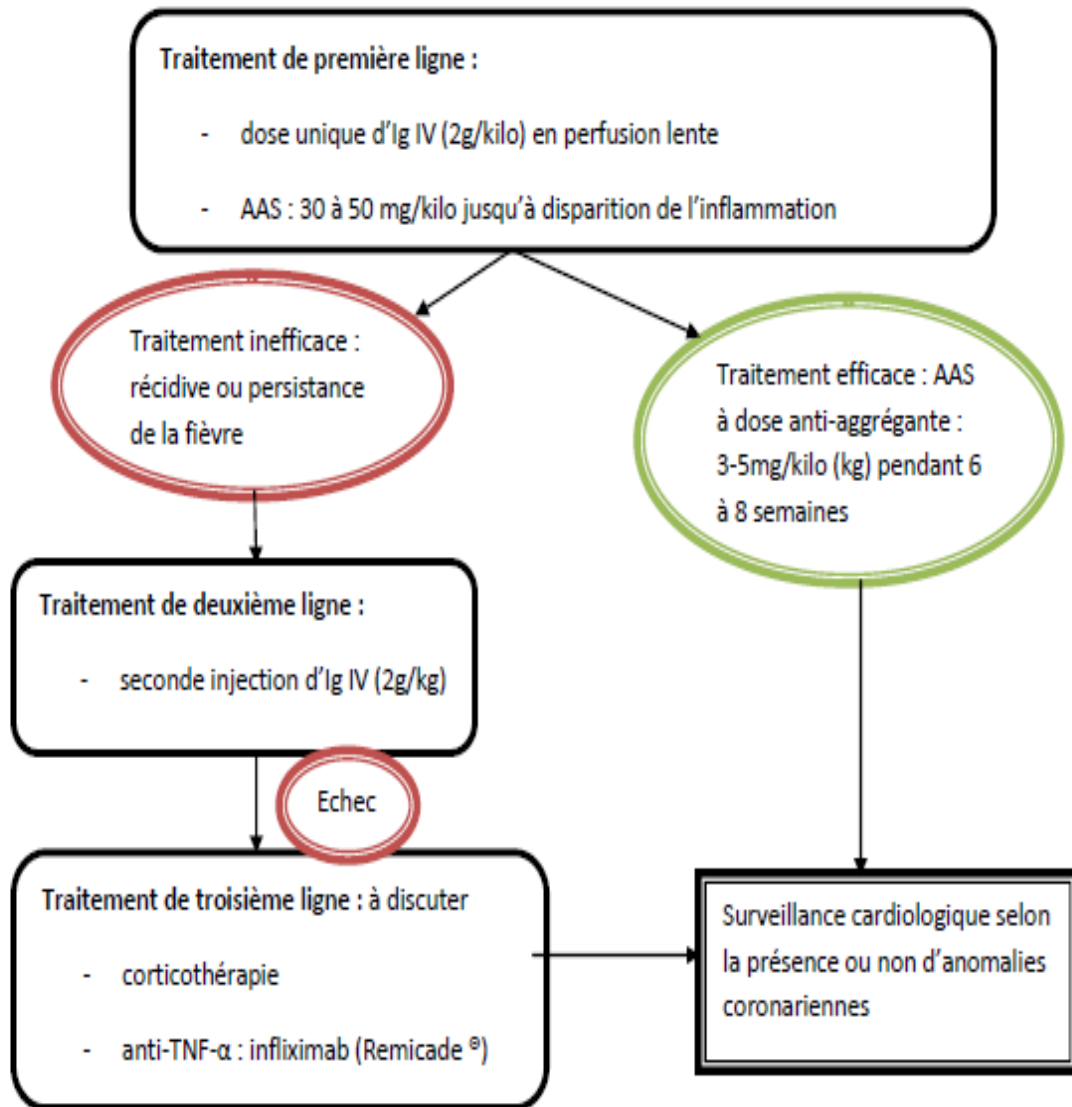 Traitement de première ligne :
- dose unique d'Ig IV (2g/kilo) en perfusion lente
- AAS : 30 à 50 mg/kilo jusqu'à disparition de l'inflammation
Traitement inefficace :
récidive ou persistance
de la fièvre
Traitement efficace : AAS
à dose anti-aggrégante :
3-5mg/kilo (kg) pendant 6
à 8 semaines
Traitement de deuxième ligne :
- seconde injection d'Ig IV (2g/kg)
Echec
Traitement de troisième ligne : à discuter
- corticothérapie
- anti-TNF-α : infliximab (Remicade ®)
Surveillance cardiologique selon
la présence ou non d'anomalies
coronariennes